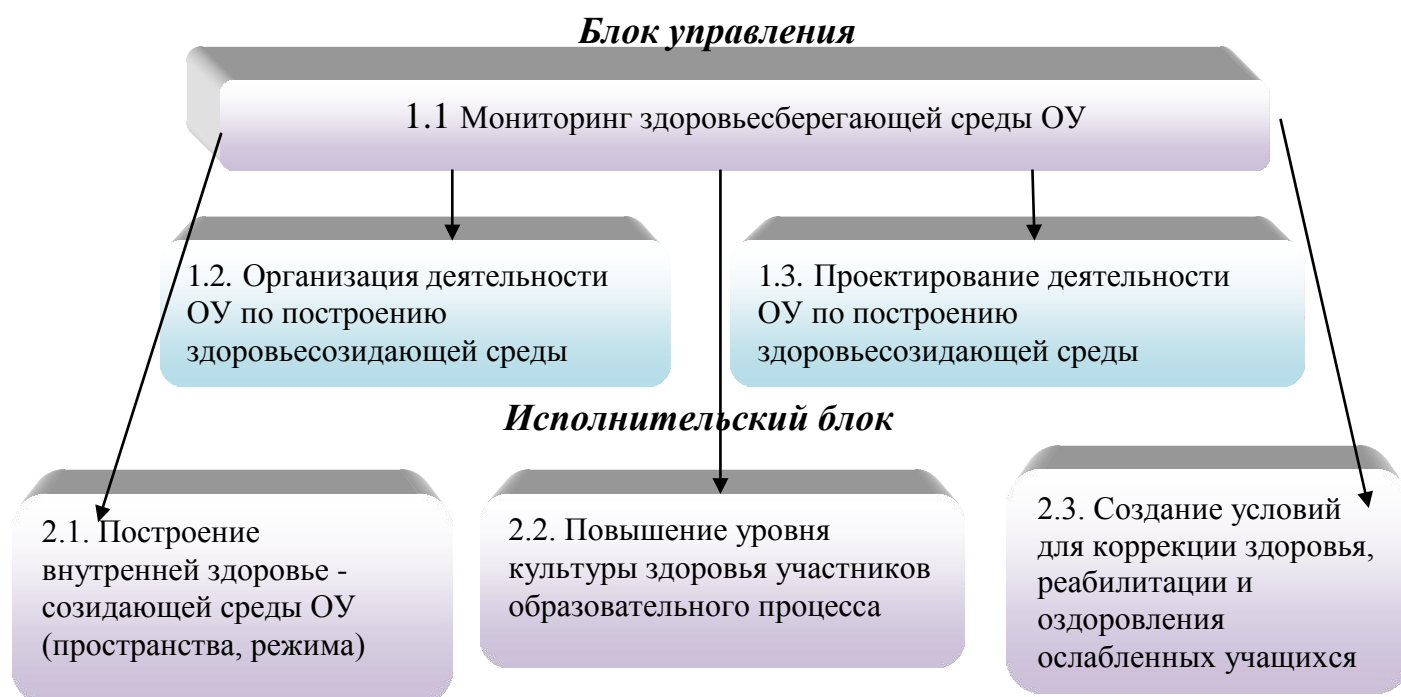 Блок управления
1.1 Мониторинг здоровьесберегающей среды ОУ
1.2. Организация деятельности
ОУ по построению
здоровьесозидающей среды
1.3. Проектирование деятельности
ОУ по построению
здоровьесозидающей среды
Исполнительский блок
2.1. Построение
внутренней здоровье -
созидающей среды ОУ
(пространства, режима)
2.2. Повышение уровня
культуры здоровья участников
образовательного процесса
2.3. Создание условий
для коррекции здоровья,
реабилитации и
оздоровления
ослабленных учащихся